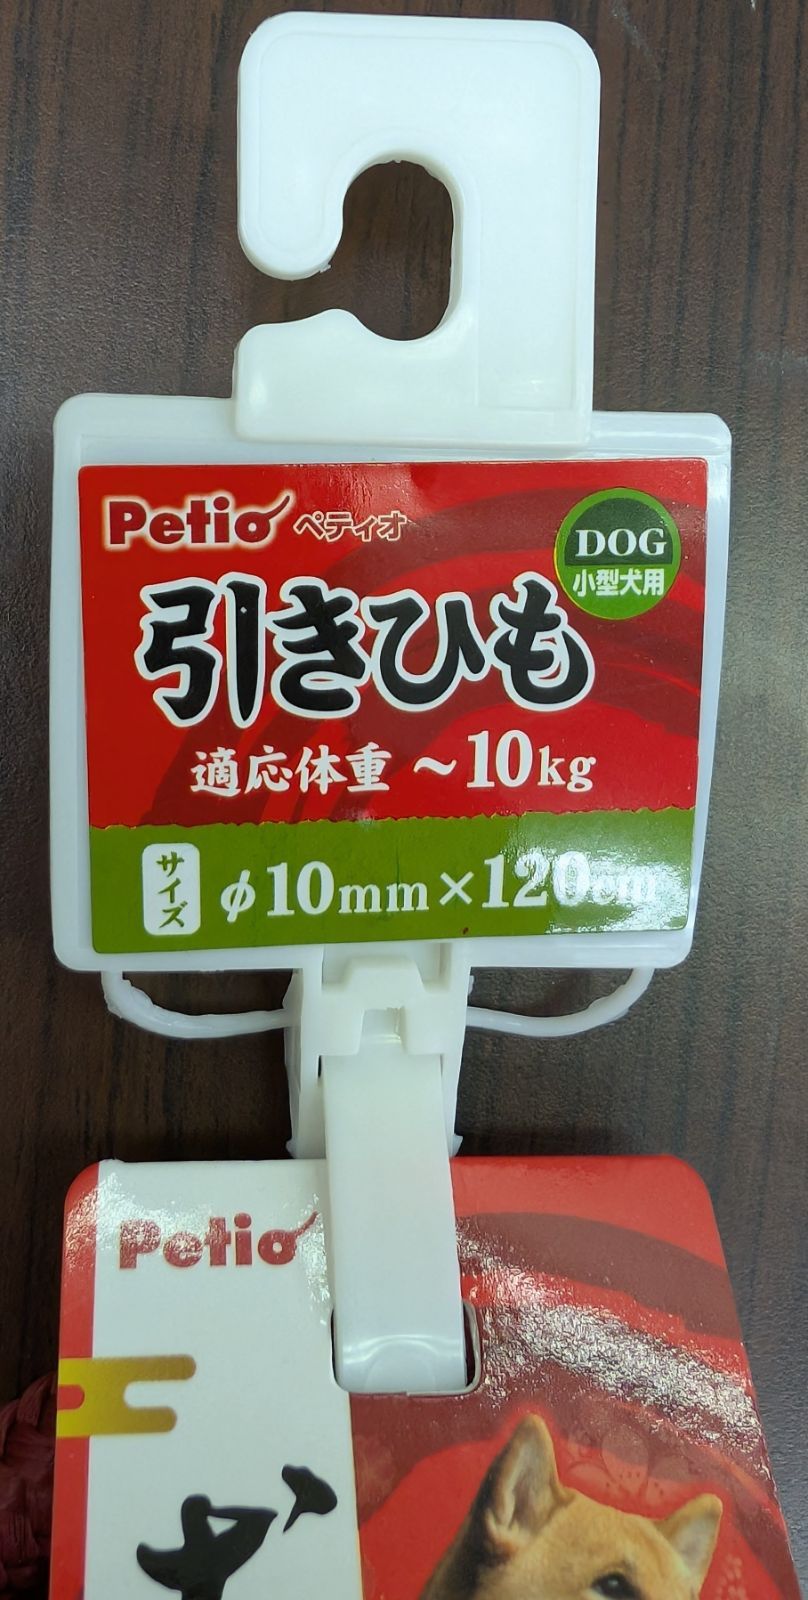 Petio ペティオ
DOG
小型犬用
引きひも
適応体重 ~10kg
サイズ φ10mm×120cm
Petio